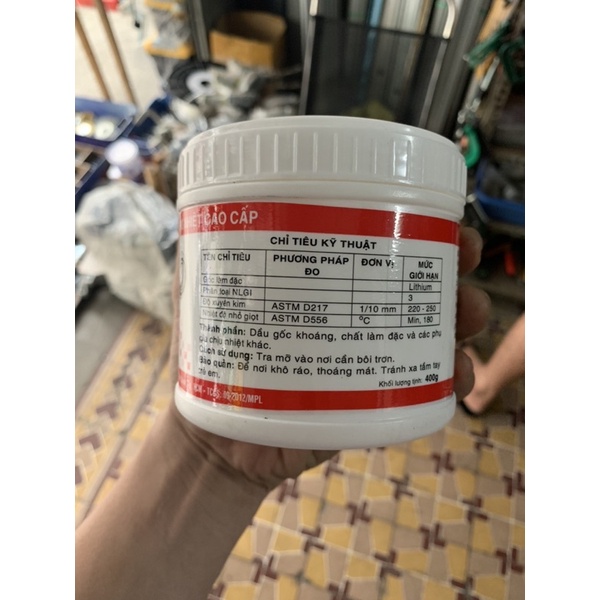 CAO CẤP
CHỈ TIÊU KỸ THUẬT
TÊN CHỈ TIÊU PHƯƠNG PHÁP ĐO ĐƠN VỊ MỨC GIỚI HẠN
làm đặc Lithium
Phân loại NLGI 3
Độ xuyên kim ASTM D217 1/10 mm 220 - 250
Nhiệt độ nhỏ giọt ASTM D556 ºC Min, 180
Thành phần: Dầu gốc khoáng, chất làm đặc và các phụ
gia chịu nhiệt khác.
Cách sử dụng: Tra mỡ vào nơi cần bôi trơn.
Bảo quản: Để nơi khô ráo, thoáng mát. Tránh xa tầm tay
trẻ em.
Khối lượng tịnh: 400g
/MPL